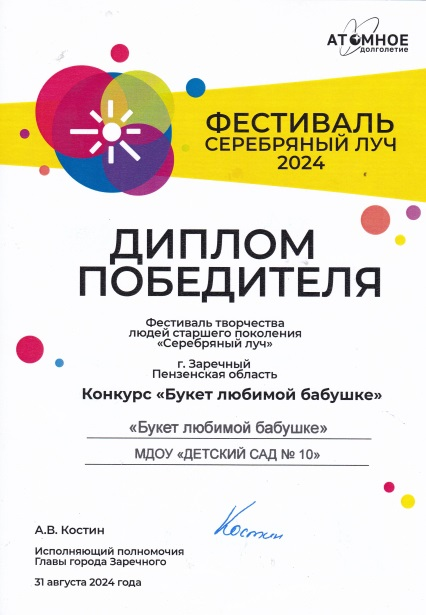 АТОМНОЕ
долголетие
ФЕСТИВАЛЬ
СЕРЕБРЯНЫЙ ЛУЧ
2024
ДИПЛОМ
ПОБЕДИТЕЛЯ
Фестиваль творчества
людей старшего поколения
«Серебряный луч»
г. Заречный
Пензенская область
Конкурс «Букет любимой бабушке»
«Букет любимой бабушке»
МДОУ «ДЕТСКИЙ САД № 10»
Костин
А.В. Костин
Исполняющий полномочия
Главы города Заречного
31 августа 2024 года